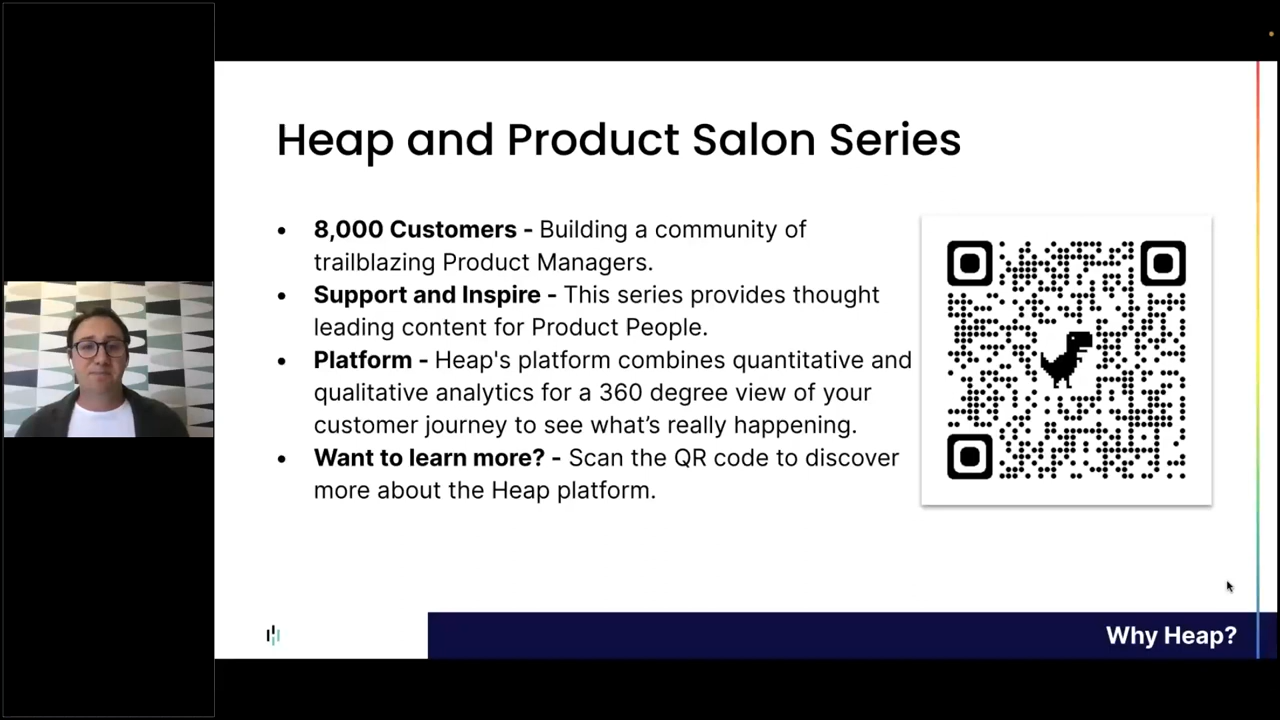 Heap and Product Salon Series
• 8,000 Customers - Building a community of
trailblazing Product Managers.
• Support and Inspire - This series provides thought
leading content for Product People.
• Platform - Heap's platform combines quantitative and
qualitative analytics for a 360 degree view of your
customer journey to see what’s really happening.
• Want to learn more? - Scan the QR code to discover
more about the Heap platform.
Why Heap?